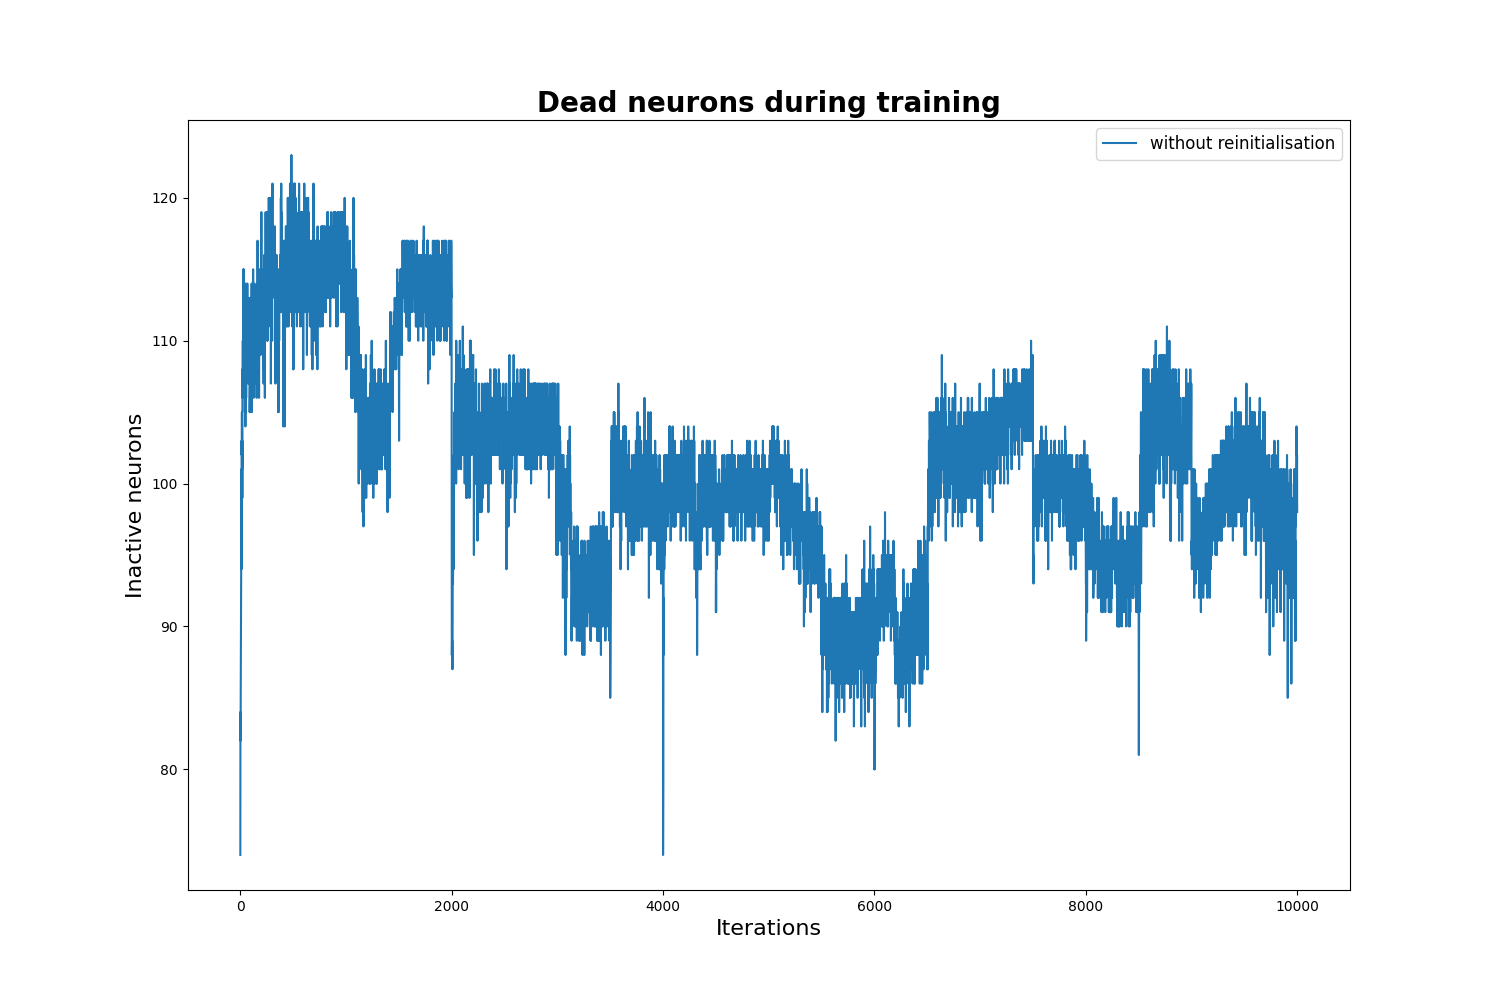 Dead neurons during training
without reinitialisation
120
110
100
90
80
Inactive neurons
0 2000 4000 6000 8000 10000
Iterations